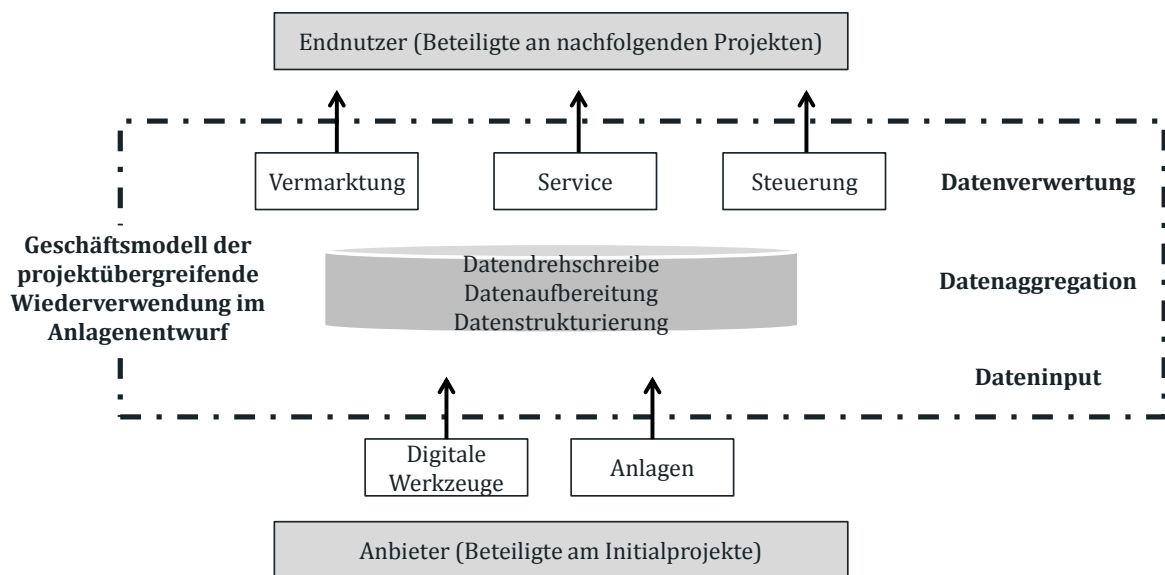 Endnutzer (Beteiligte an nachfolgenden Projekten)
Vermarktung
Service
Steuerung
Datenverwertung
Geschäftsmodell der
projektübergreifende
Wiederverwendung im
Anlagenentwurf
Datendrehschreibe
Datenaufbereitung
Datenstrukturierung
Datenaggregation
Dateninput
Digitale
Werkzeuge
Anlagen
Anbieter (Beteiligte am Initialprojekte)